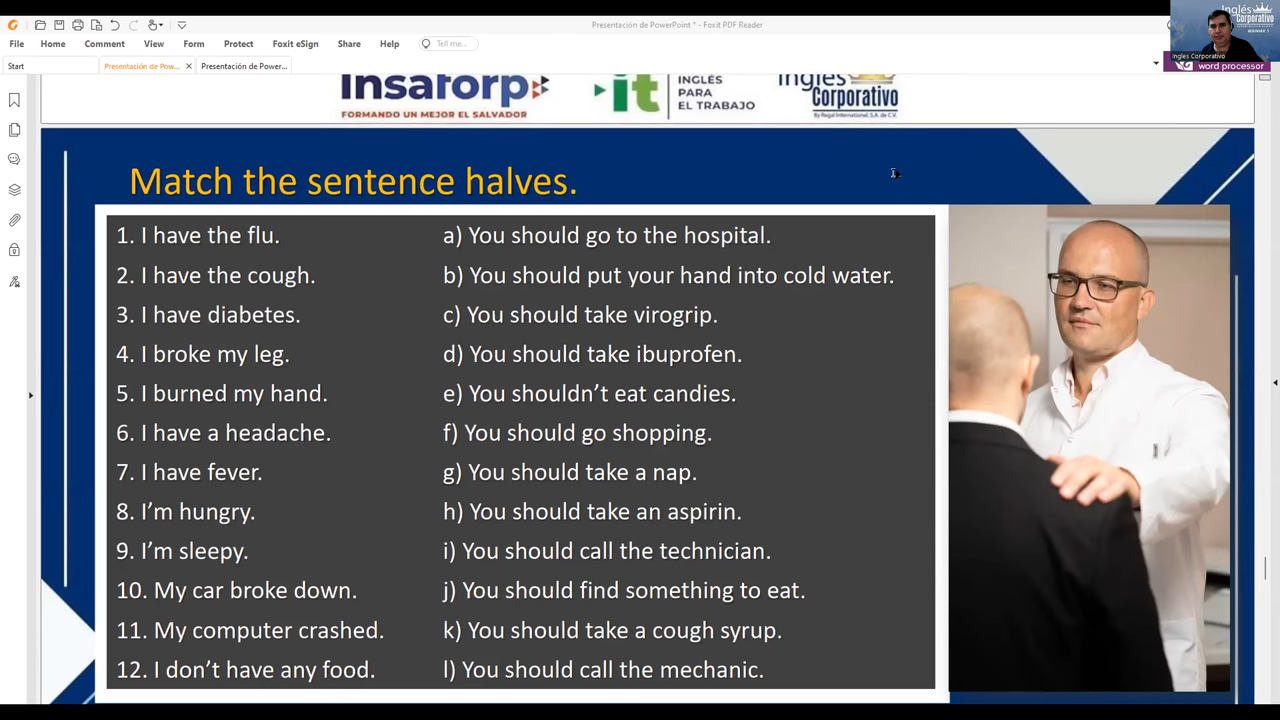 Presentación de PowerPoint * - Foxit PDF Reader
File Home Comment View Form Protect Foxit eSign Share Help Tell me...
Start Presentación de Pow... × Presentación de Power...
Inglés
Corporativo
BEGINNER 3
Ingles Corporativo
word processor
Insaforp
FORMANDO UN MEJOR EL SALVADOR
it
INGLÉS
PARA
EL TRABAJO
Inglés
Corporativo
By Regal International, S.A. de C.V.
Match the sentence halves.
1. I have the flu. a) You should go to the hospital.
2. I have the cough. b) You should put your hand into cold water.
3. I have diabetes. c) You should take virogrip.
4. I broke my leg. d) You should take ibuprofen.
5. I burned my hand. e) You shouldn’t eat candies.
6. I have a headache. f) You should go shopping.
7. I have fever. g) You should take a nap.
8. I’m hungry. h) You should take an aspirin.
9. I’m sleepy. i) You should call the technician.
10. My car broke down. j) You should find something to eat.
11. My computer crashed. k) You should take a cough syrup.
12. I don’t have any food. l) You should call the mechanic.